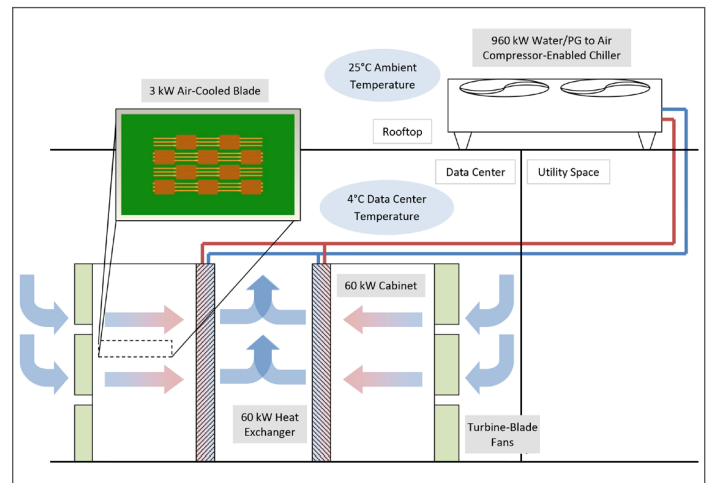 960 kW Water/PG to Air
Compressor-Enabled Chiller
25°C Ambient
Temperature
3 kW Air-Cooled Blade
Rooftop
Data Center
Utility Space
4°C Data Center
Temperature
60 kW Cabinet
60 kW Heat
Exchanger
Turbine-Blade
Fans